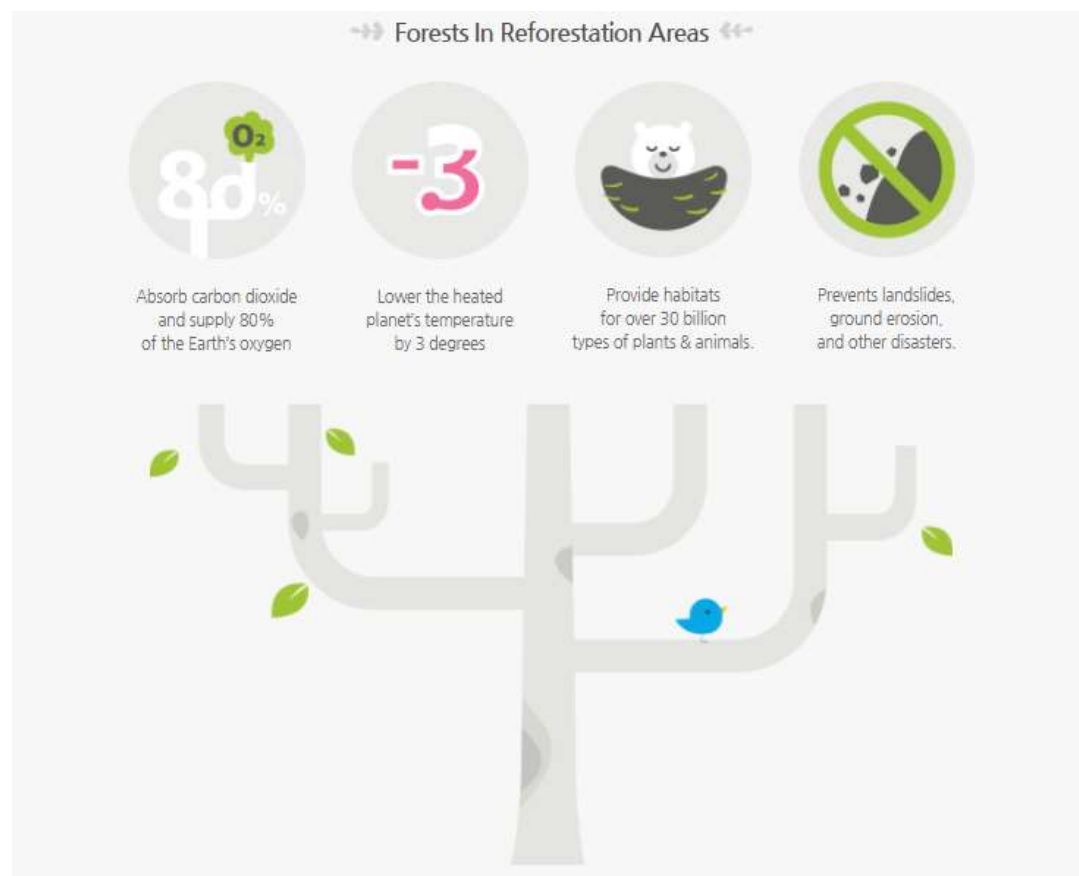 Forests In Reforestation Areas
O₂
80%
-3
Absorb carbon dioxide
and supply 80%
of the Earth's oxygen
Lower the heated
planet's temperature
by 3 degrees
Provide habitats
for over 30 billion
types of plants & animals.
Prevents landslides,
ground erosion,
and other disasters.